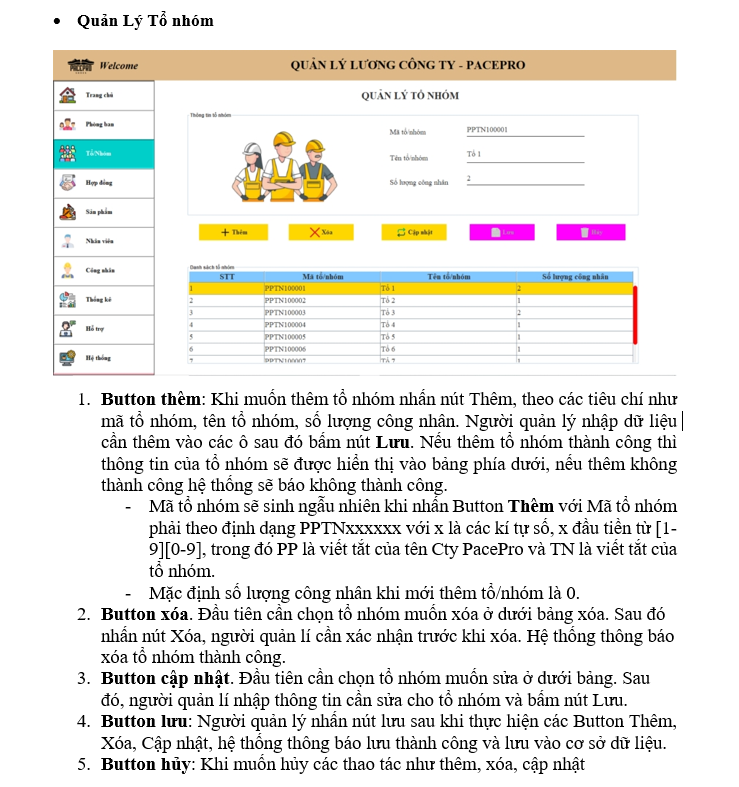 • Quản Lý Tổ nhóm
PACEPRO Welcome QUẢN LÝ LƯƠNG CÔNG TY - PACEPRO
Trang chủ
Phòng ban
Tổ/Nhóm
Hợp đồng
Sản phẩm
Nhân viên
Công nhân
Thống kê
Hỗ trợ
Hệ thống
QUẢN LÝ TỔ NHÓM
Thông tin tổ nhóm
Mã tổ/nhóm PPTN100001
Tên tổ/nhóm Tổ 1
Số lượng công nhân 2
Thêm Xóa Cập nhật Lưu Hủy
Danh sách tổ nhóm
STT Mã tổ/nhóm Tên tổ/nhóm Số lượng công nhân
1 PPTN100001 Tổ 1 2
2 PPTN100002 Tổ 2 1
3 PPTN100003 Tổ 3 2
4 PPTN100004 Tổ 4 1
5 PPTN100005 Tổ 5 1
6 PPTN100006 Tổ 6 1
7 PPTN100007 Tổ 7 1
1. Button thêm: Khi muốn thêm tổ nhóm nhấn nút Thêm, theo các tiêu chí như
mã tổ nhóm, tên tổ nhóm, số lượng công nhân. Người quản lý nhập dữ liệu
cần thêm vào các ô sau đó bấm nút Lưu. Nếu thêm tổ nhóm thành công thì
thông tin của tổ nhóm sẽ được hiển thị vào bảng phía dưới, nếu thêm không
thành công hệ thống sẽ báo không thành công.
- Mã tổ nhóm sẽ sinh ngẫu nhiên khi nhấn Button Thêm với Mã tổ nhóm
phải theo định dạng PPTNxxxxxx với x là các kí tự số, x đầu tiền từ [1-
9][0-9], trong đó PP là viết tắt của tên Cty PacePro và TN là viết tắt của
tổ nhóm.
- Mặc định số lượng công nhân khi mới thêm tổ/nhóm là 0.
2. Button xóa. Đầu tiên cần chọn tổ nhóm muốn xóa ở dưới bảng xóa. Sau đó
nhấn nút Xóa, người quản lí cần xác nhận trước khi xóa. Hệ thống thông báo
xóa tổ nhóm thành công.
3. Button cập nhật. Đầu tiên cần chọn tổ nhóm muốn sửa ở dưới bảng. Sau
đó, người quản lí nhập thông tin cần sửa cho tổ nhóm và bấm nút Lưu.
4. Button lưu: Người quản lý nhấn nút lưu sau khi thực hiện các Button Thêm,
Xóa, Cập nhật, hệ thống thông báo lưu thành công và lưu vào cơ sở dữ liệu.
5. Button hủy: Khi muốn hủy các thao tác như thêm, xóa, cập nhật